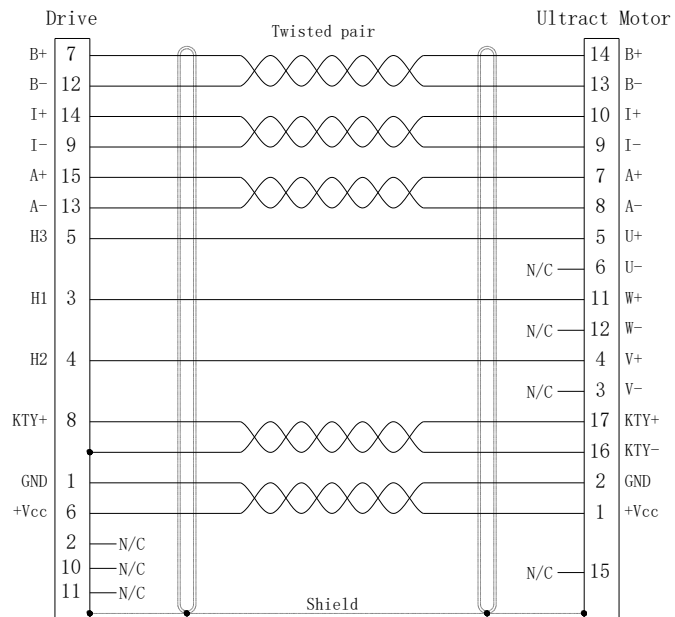 Drive Ultract Motor
Twisted pair
B+ 7 14 B+
B- 12 13 B-
I+ 14 10 I+
I- 9 9 I-
A+ 15 7 A+
A- 13 8 A-
H3 5 5 U+
N/C 6 U-
H1 3 11 W+
N/C 12 W-
H2 4 4 V+
N/C 3 V-
KTY+ 8 17 KTY+
16 KTY-
GND 1 2 GND
+Vcc 6 1 +Vcc
2 N/C
10 N/C
N/C 15
11 N/C
Shield